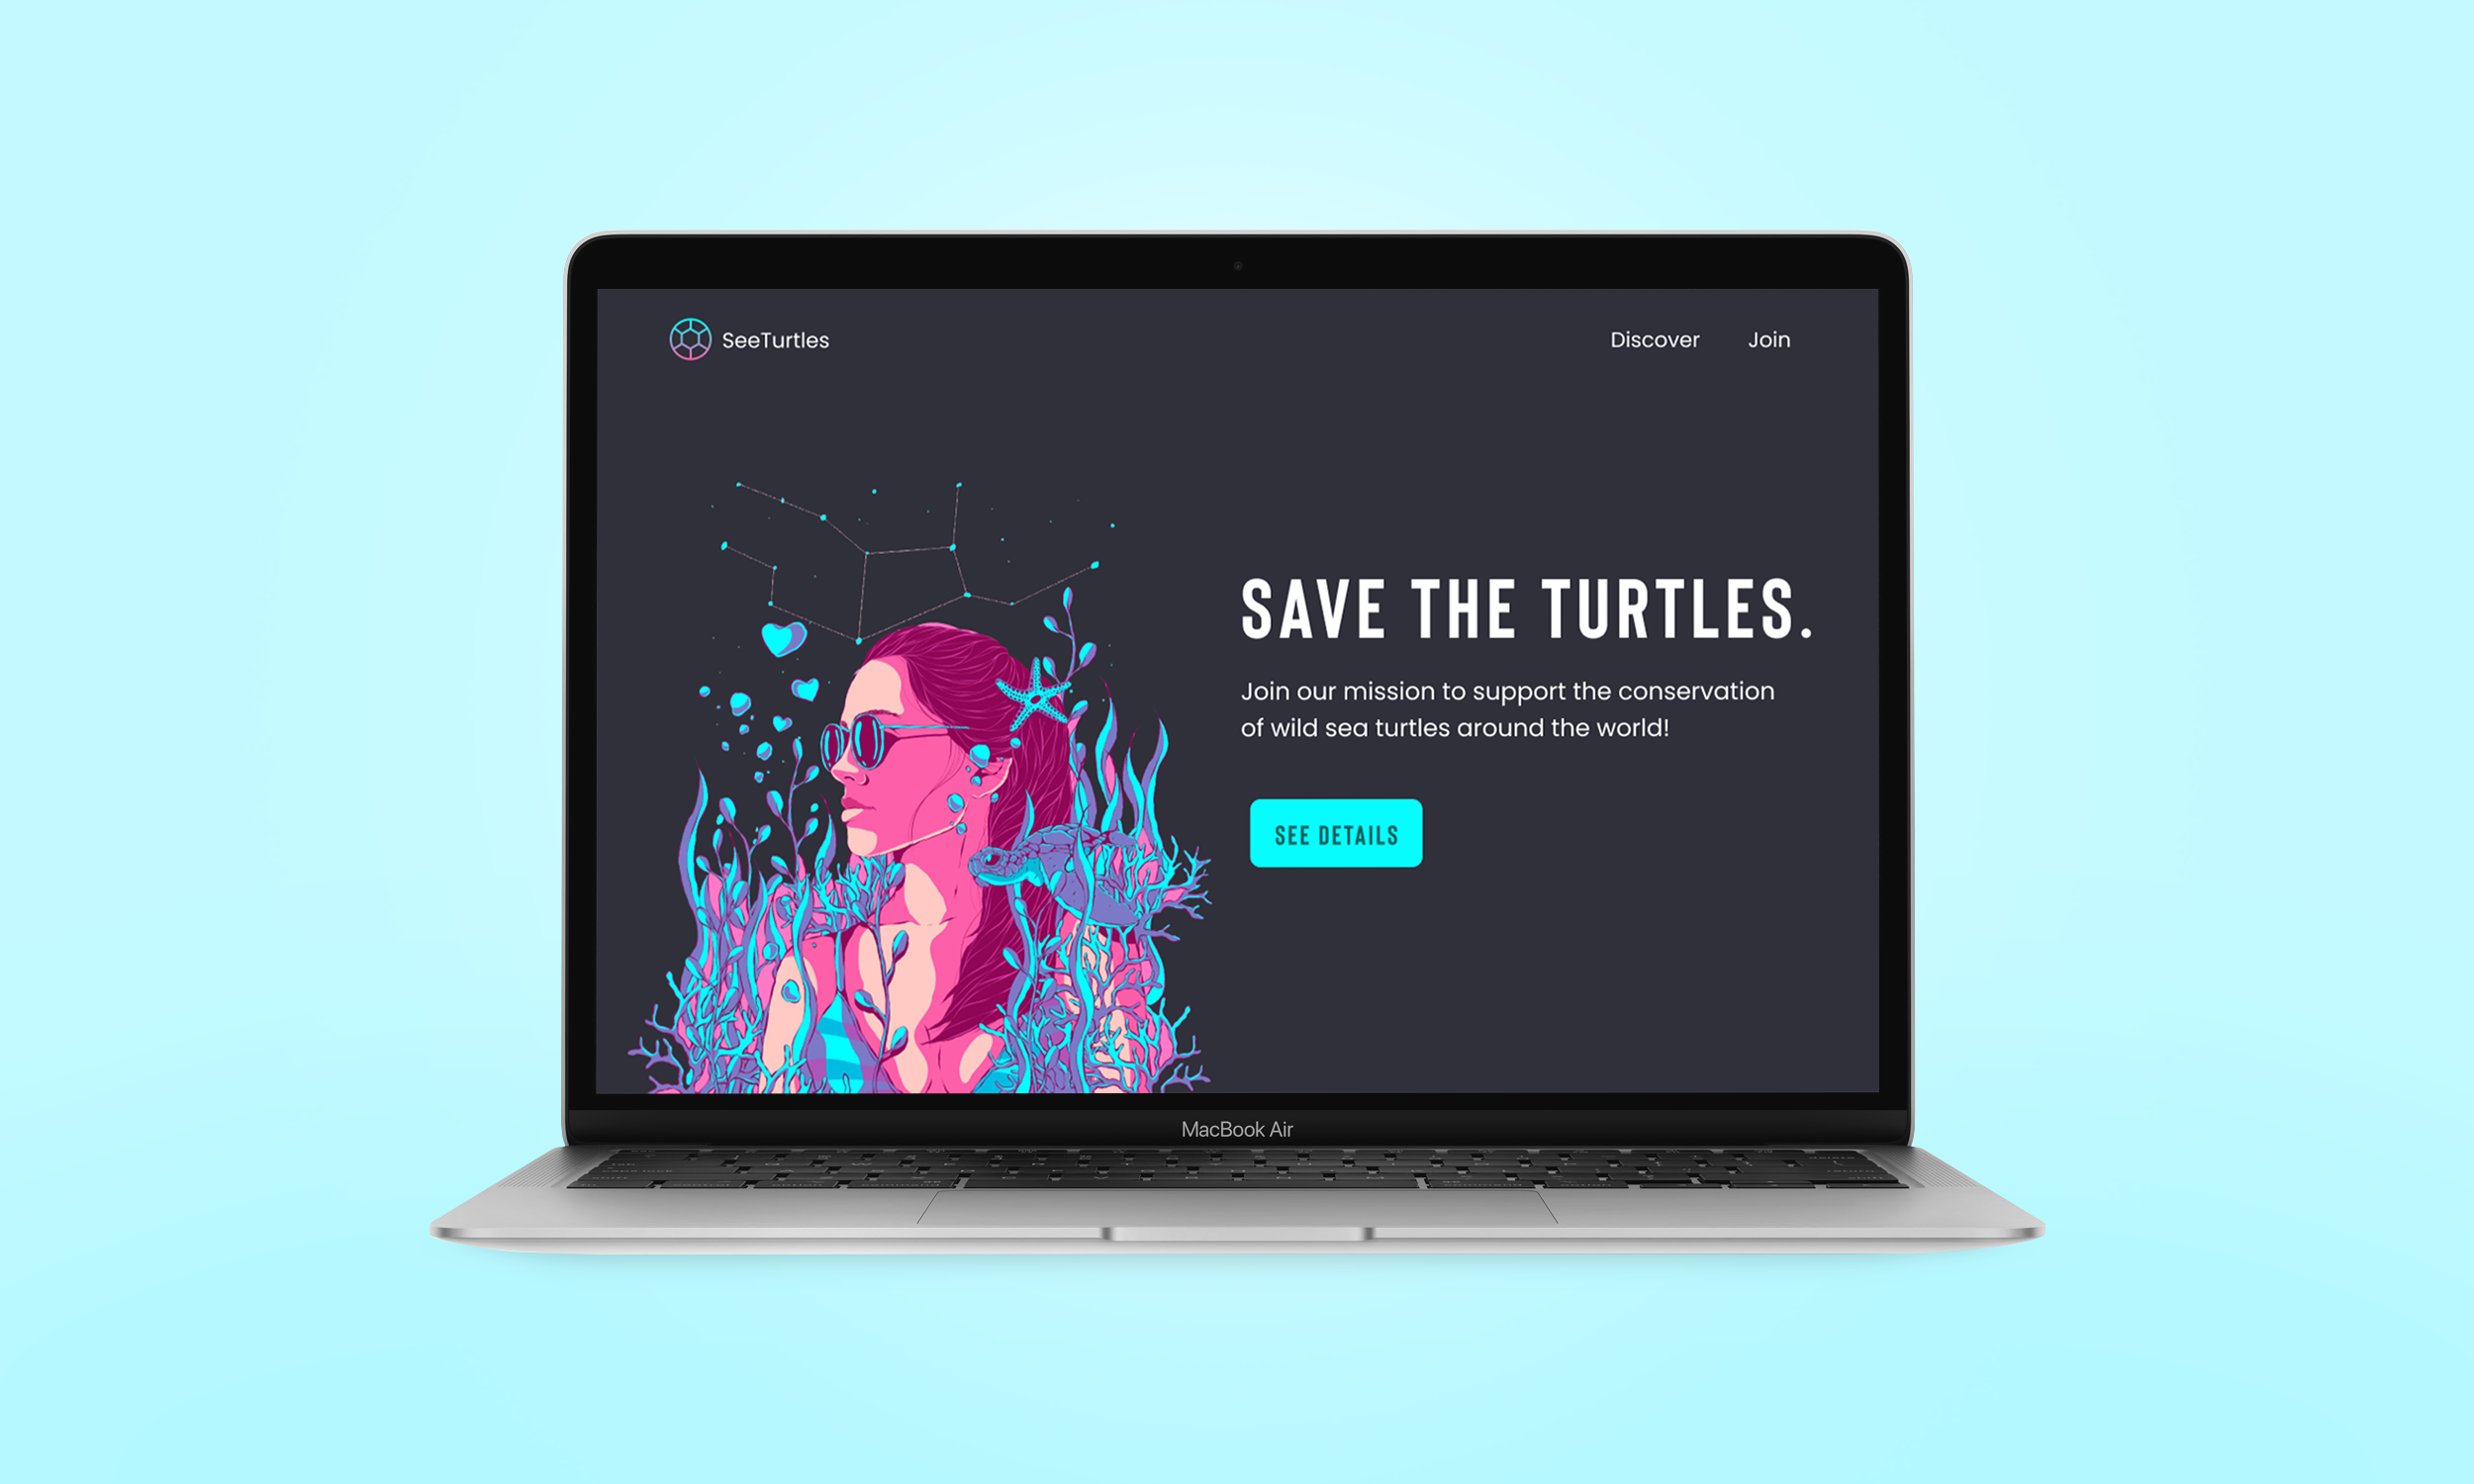 SeeTurtles
Discover
Join
SAVE THE TURTLES.
Join our mission to support the conservation
of wild sea turtles around the world!
SEE DETAILS
MacBook Air